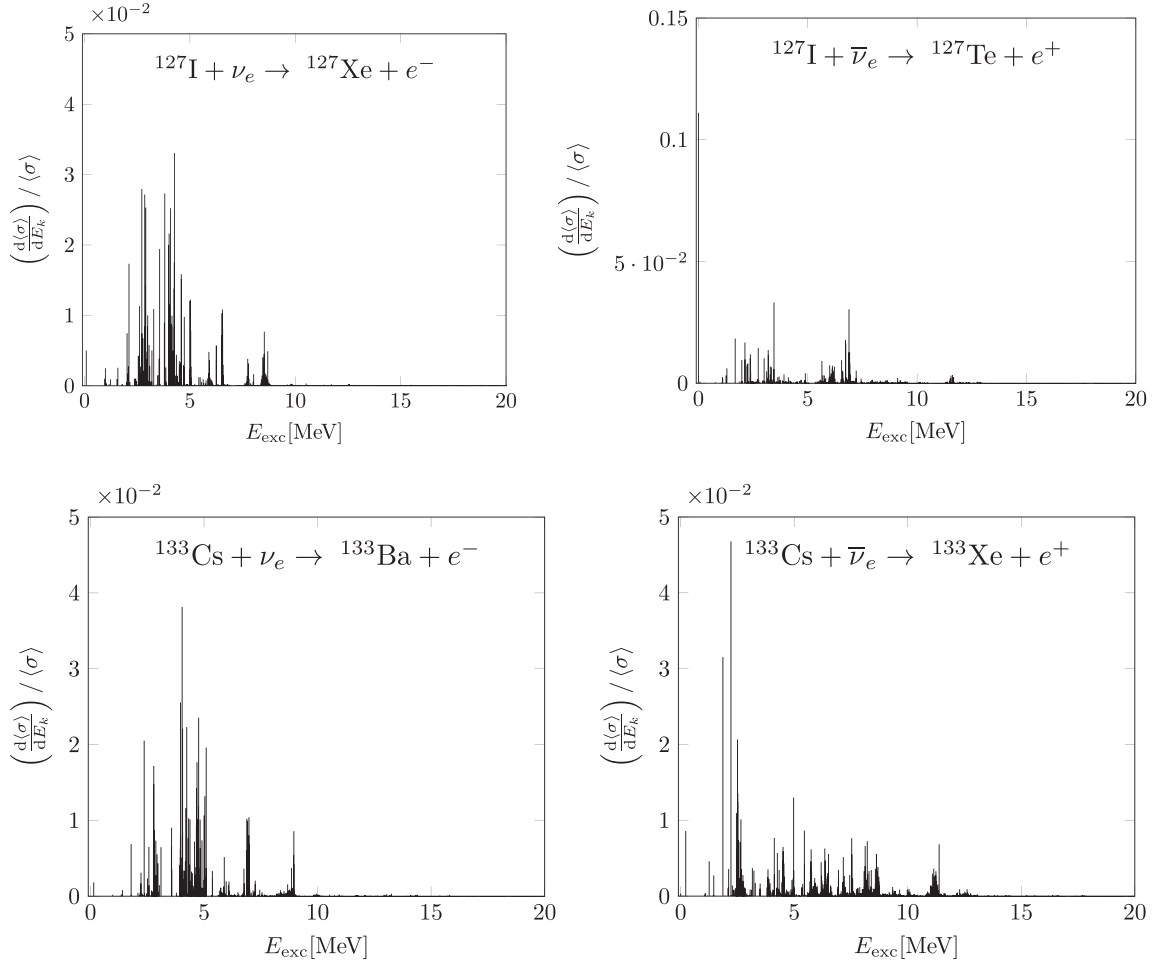 ×10⁻²
¹²⁷I + νₑ → ¹²⁷Xe + e⁻
5
4
3
2
1
0
(d⟨σ⟩/dEₖ) / ⟨σ⟩
0 5 10 15 20
E_exc[MeV]
¹²⁷I + ν̅ₑ → ¹²⁷Te + e⁺
0.15
0.1
5 · 10⁻²
0
(d⟨σ⟩/dEₖ) / ⟨σ⟩
0 5 10 15 20
E_exc[MeV]
×10⁻²
¹³³Cs + νₑ → ¹³³Ba + e⁻
5
4
3
2
1
0
(d⟨σ⟩/dEₖ) / ⟨σ⟩
0 5 10 15 20
E_exc[MeV]
×10⁻²
¹³³Cs + ν̅ₑ → ¹³³Xe + e⁺
5
4
3
2
1
0
(d⟨σ⟩/dEₖ) / ⟨σ⟩
0 5 10 15 20
E_exc[MeV]